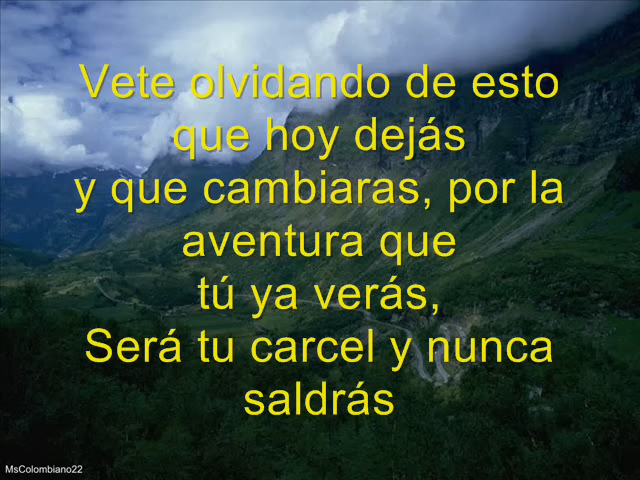 Vete olvidando de esto
que hoy dejás
y que cambiaras, por la
aventura que
tú ya verás,
Será tu carcel y nunca
saldrás
MsColombiano22